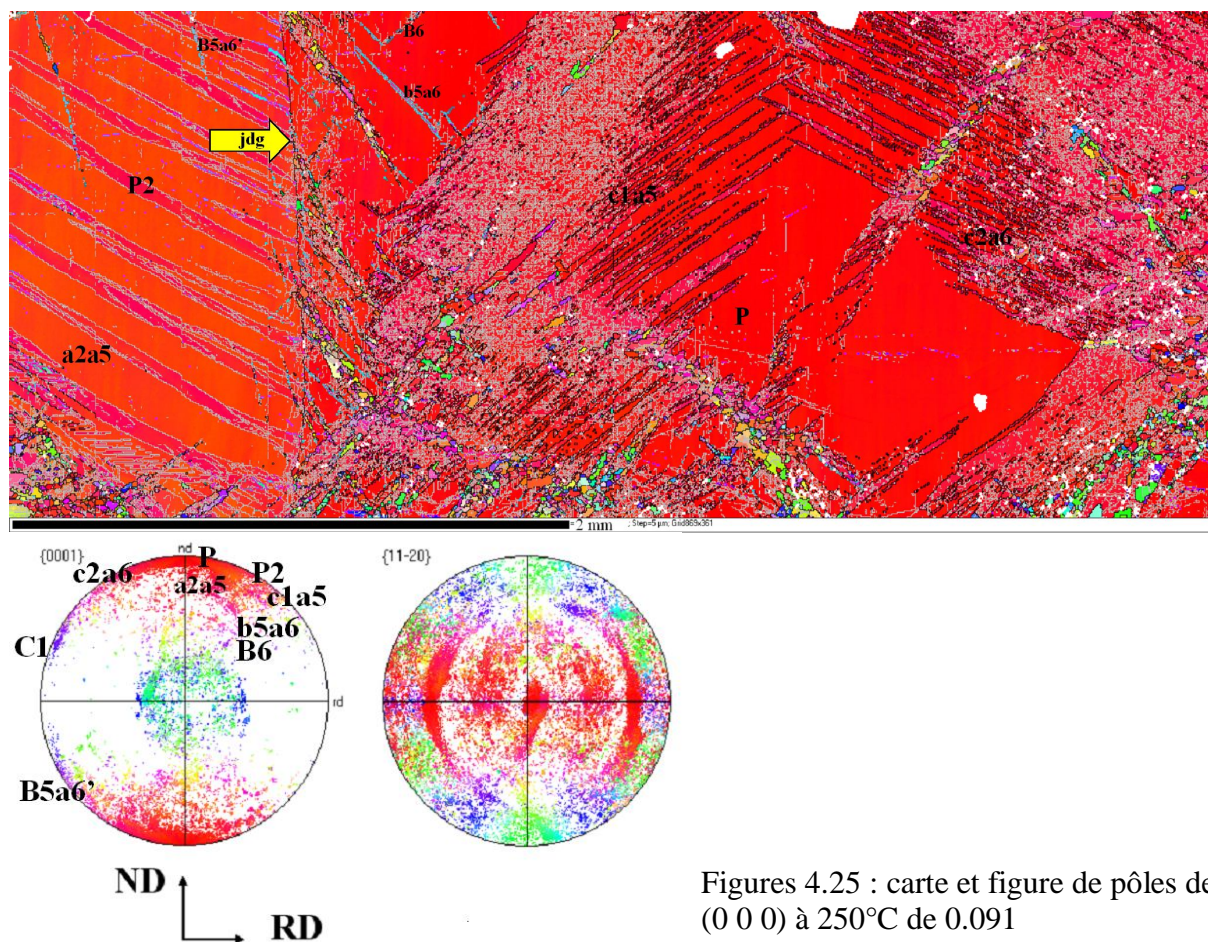 B5a6’
B6
b5a6
jdg
P2
c1a5
c2a6
P
a2a5
=2 mm ; Step=5 µm; Grid869x361
{0001}
nd
P
c2a6
a2a5
P2
c1a5
b5a6
B6
C1
rd
B5a6’
{11-20}
ND
RD
Figures 4.25 : carte et figure de pôles de
(0 0 0) à 250°C de 0.091